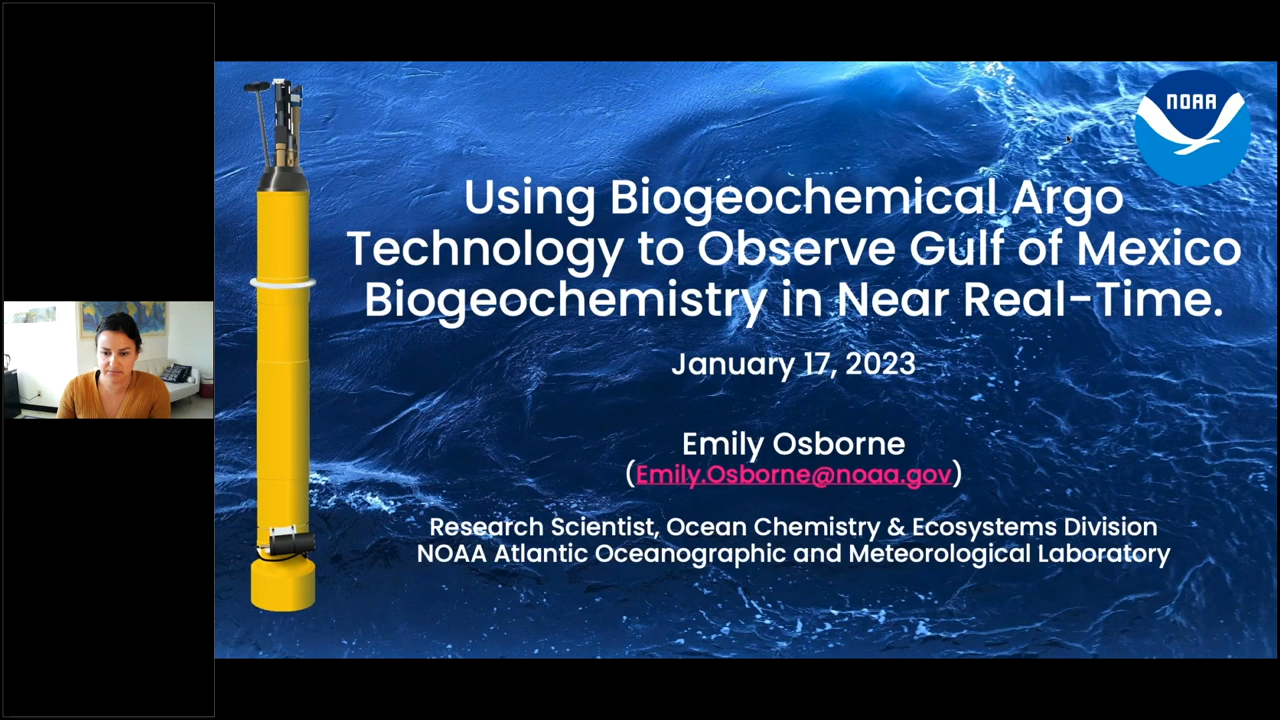 NOAA
Using Biogeochemical Argo
Technology to Observe Gulf of Mexico
Biogeochemistry in Near Real-Time.
January 17, 2023
Emily Osborne
(Emily.Osborne@noaa.gov)
Research Scientist, Ocean Chemistry & Ecosystems Division
NOAA Atlantic Oceanographic and Meteorological Laboratory